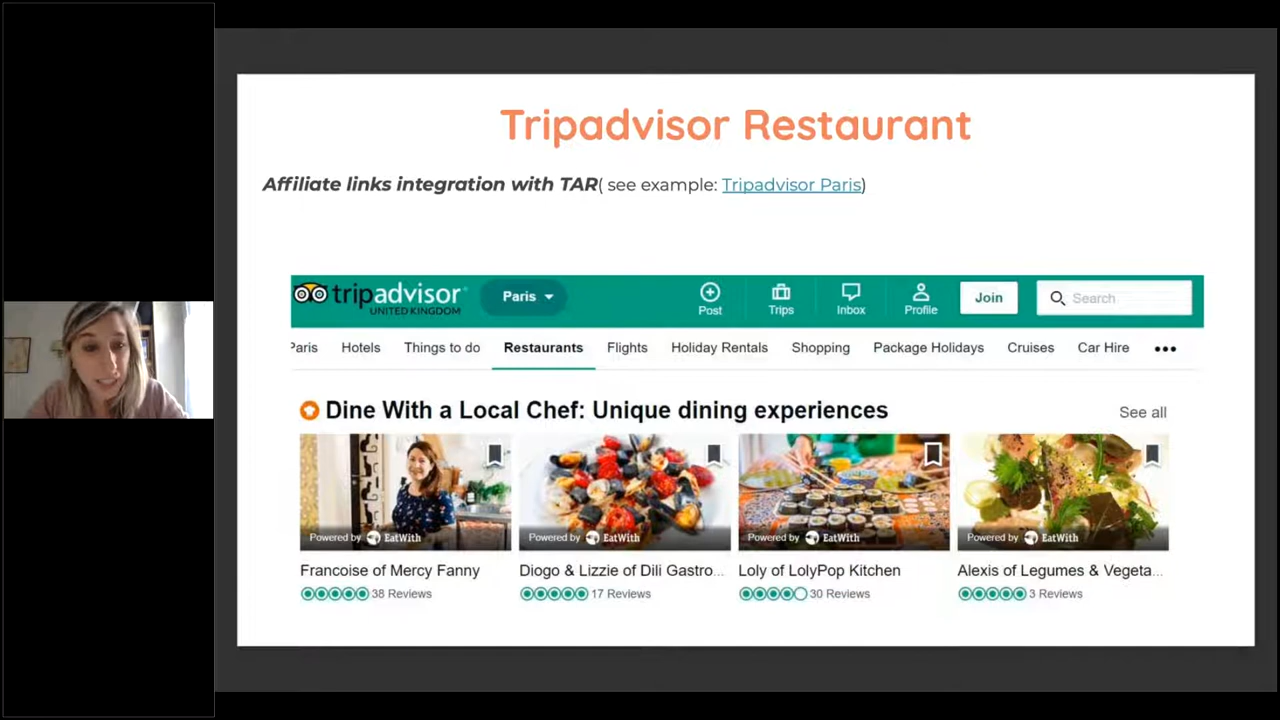 Tripadvisor Restaurant
Affiliate links integration with TAR( see example: Tripadvisor Paris)
tripadvisor®
UNITED KINGDOM
Paris
Post
Trips
Inbox
Profile
Join
Search
Paris Hotels Things to do Restaurants Flights Holiday Rentals Shopping Package Holidays Cruises Car Hire •••
Dine With a Local Chef: Unique dining experiences
See all
Powered by EatWith
Powered by EatWith
Powered by EatWith
Powered by EatWith
Francoise of Mercy Fanny
Diogo & Lizzie of Dili Gastro...
Loly of LolyPop Kitchen
Alexis of Legumes & Vegeta...
38 Reviews
17 Reviews
30 Reviews
3 Reviews